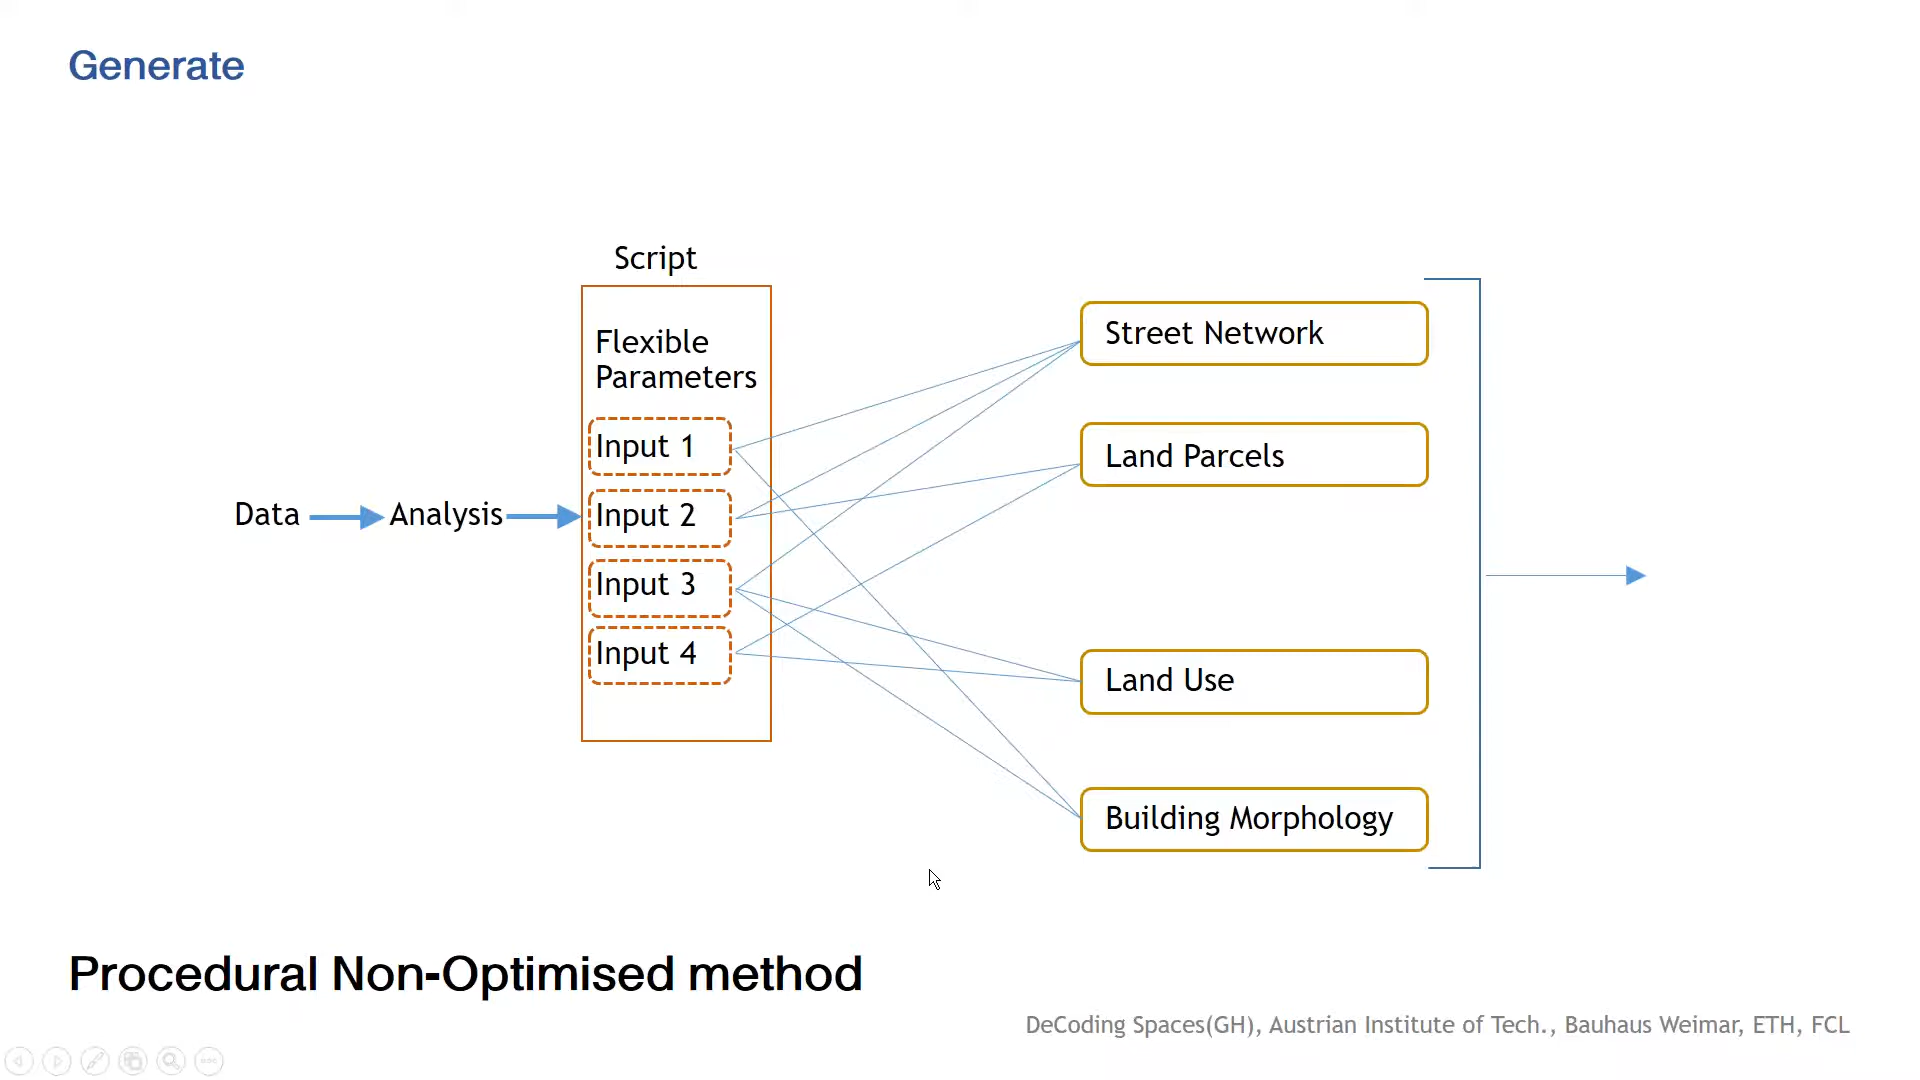 Generate
Script
Flexible
Parameters
Input 1
Input 2
Input 3
Input 4
Data
Analysis
Street Network
Land Parcels
Land Use
Building Morphology
Procedural Non-Optimised method
DeCoding Spaces(GH), Austrian Institute of Tech., Bauhaus Weimar, ETH, FCL